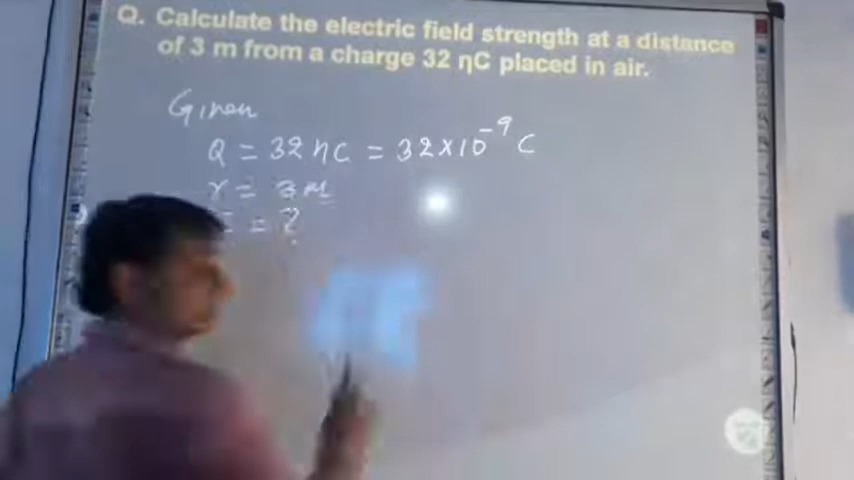 Q. Calculate the electric field strength at a distance
of 3 m from a charge 32 ηC placed in air.
Given
Q = 32 ηC = 32×10⁻⁹ C
r = 3 m
= ?